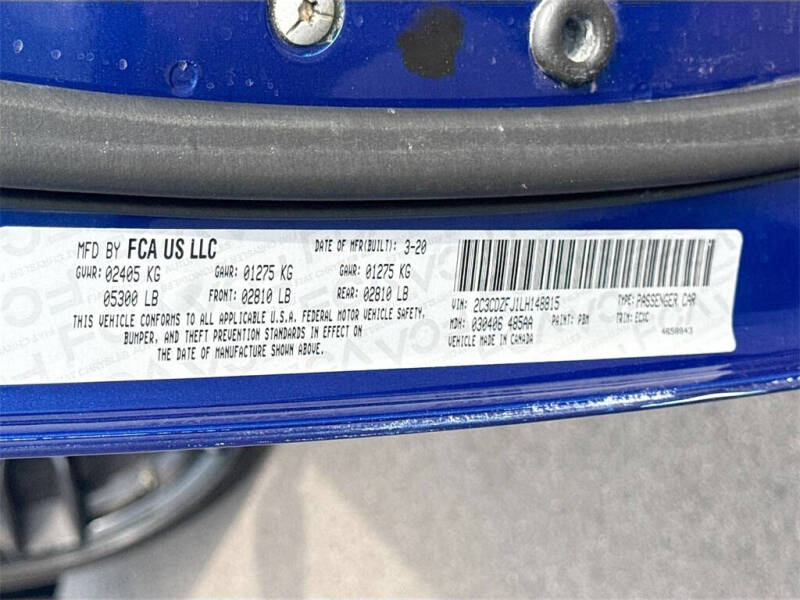 MFD BY FCA US LLC DATE OF MFR(BUILT): 3-20
GVWR: 02405 KG GAWR: 01275 KG GAWR: 01275 KG
05300 LB FRONT: 02810 LB REAR: 02810 LB
THIS VEHICLE CONFORMS TO ALL APPLICABLE U.S.A. FEDERAL MOTOR VEHICLE SAFETY,
BUMPER, AND THEFT PREVENTION STANDARDS IN EFFECT ON
THE DATE OF MANUFACTURE SHOWN ABOVE.
VIN: 2C3CDZFJ1LH148815 TYPE: PASSENGER CAR
MDH: 030406 485AA PAINT: PBM TRIM: ECXC
VEHICLE MADE IN CANADA 4658843